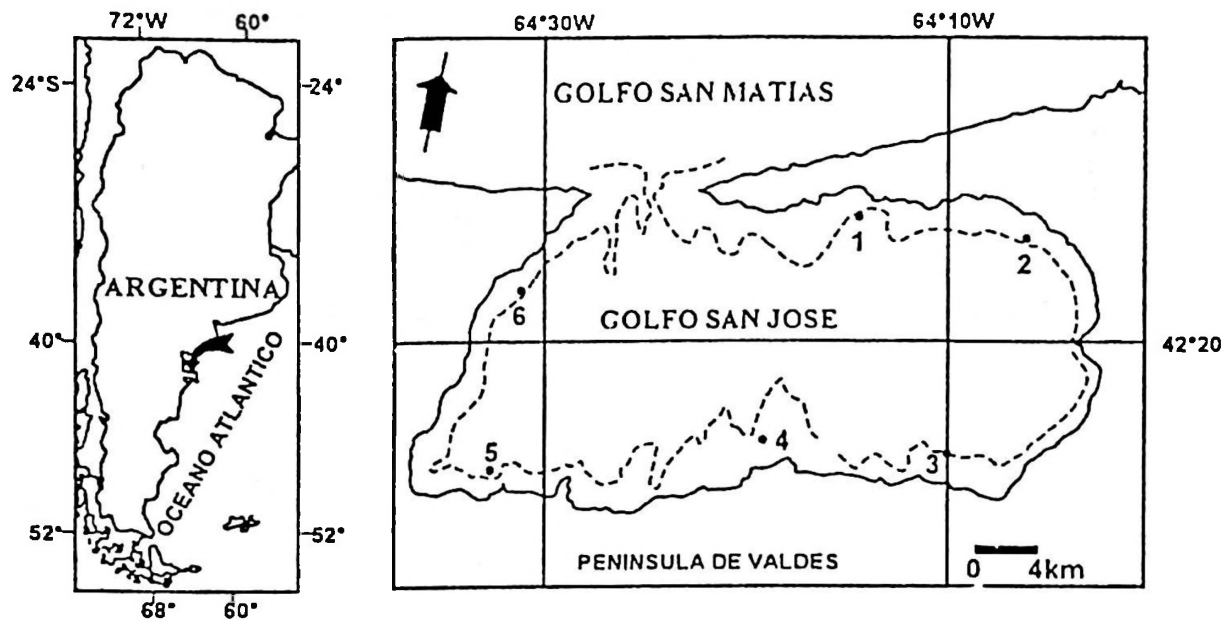 72°W 60°
24°S 24°
ARGENTINA
40° 40°
OCEANO ATLANTICO
52° 52°
68° 60°
64°30W 64°10W
GOLFO SAN MATIAS
1
2
6
GOLFO SAN JOSE
42°20
5
4
3
PENINSULA DE VALDES
0 4km